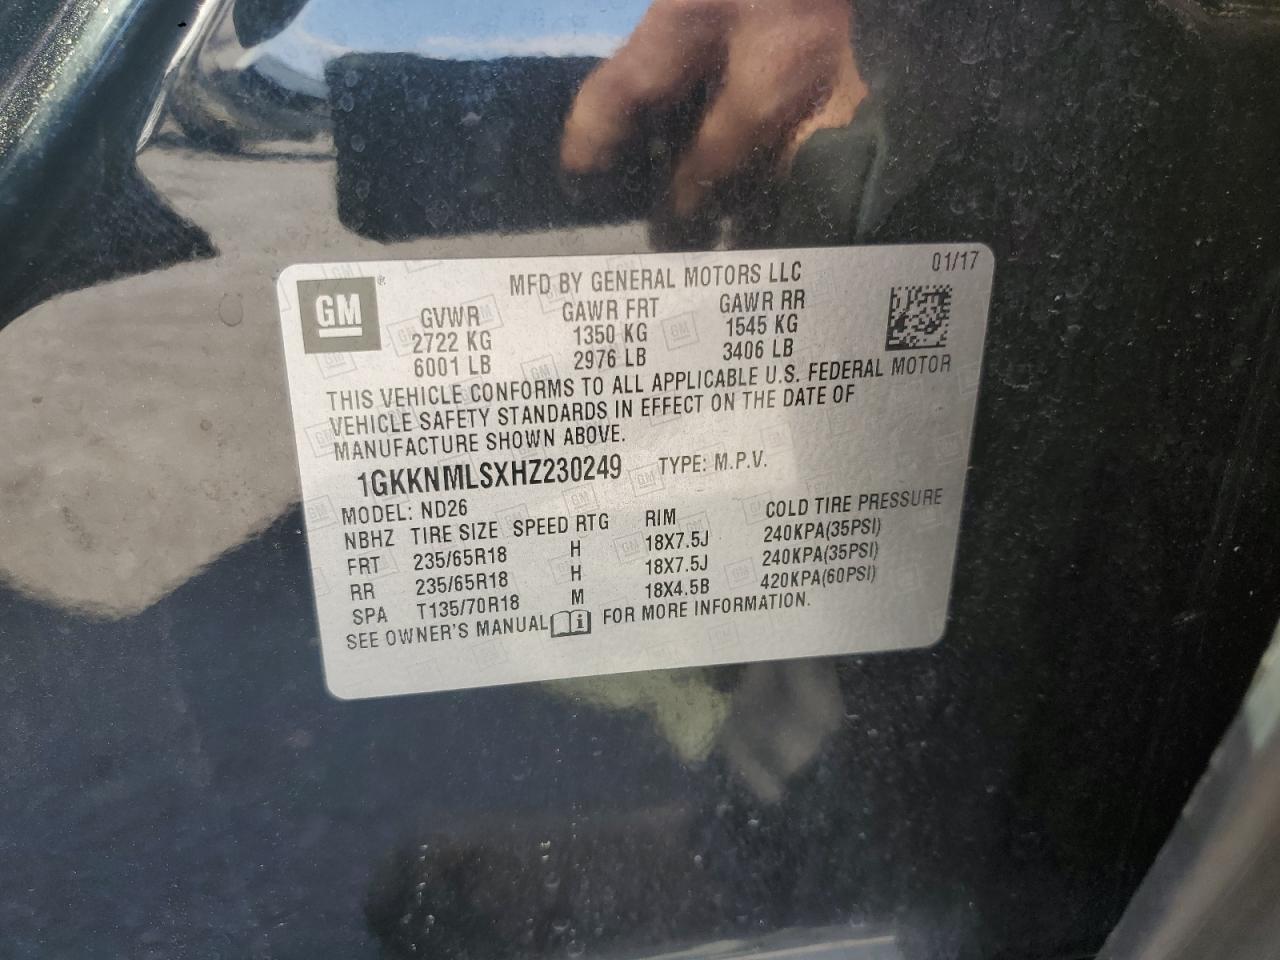 GM®
MFD BY GENERAL MOTORS LLC
01/17
GVWR GAWR FRT GAWR RR
2722 KG 1350 KG 1545 KG
6001 LB 2976 LB 3406 LB
THIS VEHICLE CONFORMS TO ALL APPLICABLE U.S. FEDERAL MOTOR
VEHICLE SAFETY STANDARDS IN EFFECT ON THE DATE OF
MANUFACTURE SHOWN ABOVE.
1GKKNMLSXHZ230249 TYPE: M.P.V.
MODEL: ND26
NBHZ TIRE SIZE SPEED RTG RIM COLD TIRE PRESSURE
FRT 235/65R18 H 18X7.5J 240KPA(35PSI)
RR 235/65R18 H 18X7.5J 240KPA(35PSI)
SPA T135/70R18 M 18X4.5B 420KPA(60PSI)
SEE OWNER'S MANUAL i FOR MORE INFORMATION.